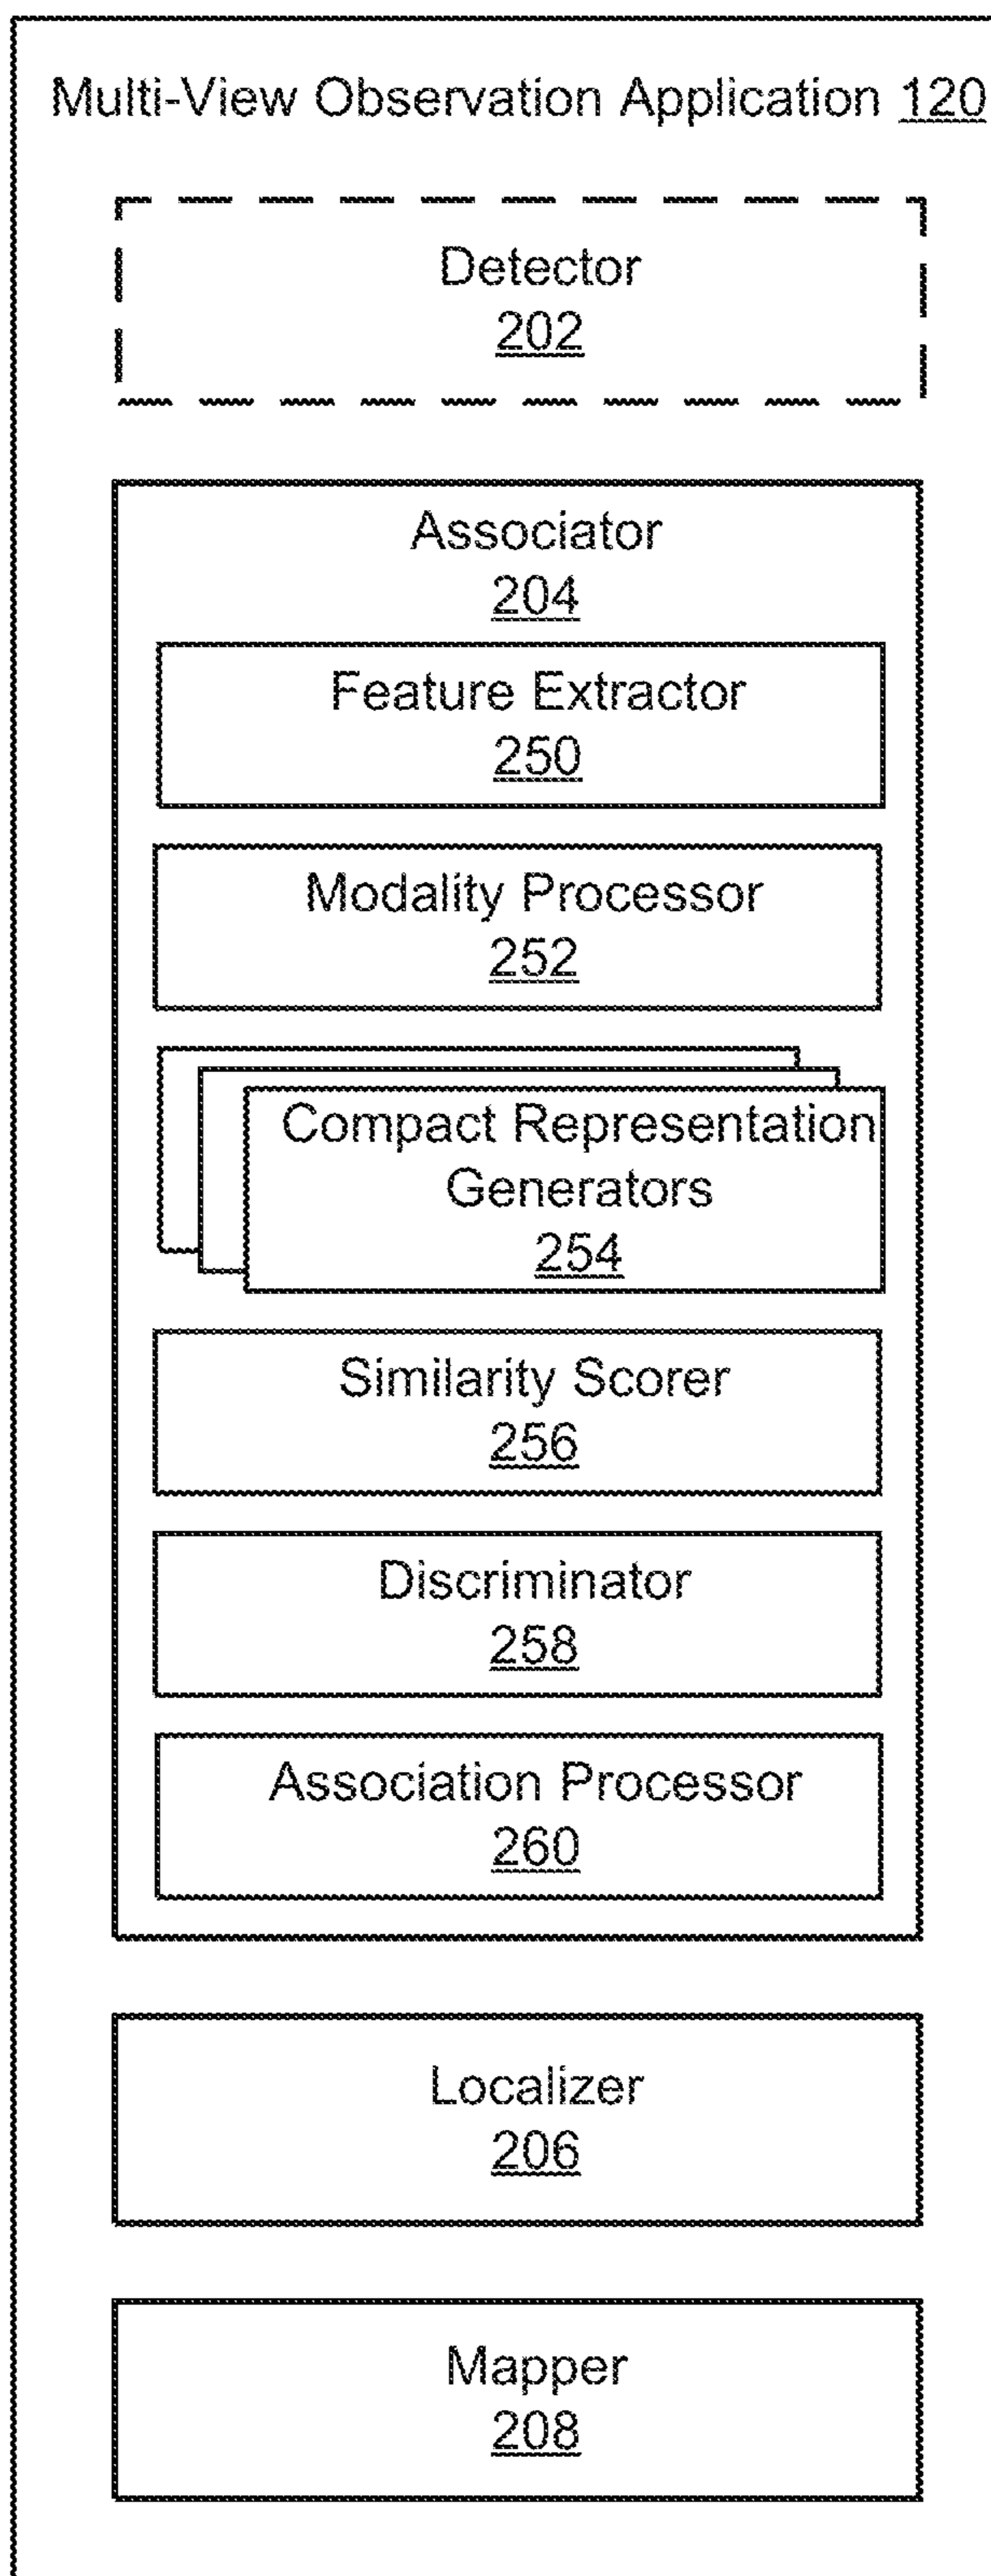 Multi-View Observation Application 120
Detector
202
Associator
204
Feature Extractor
250
Modality Processor
252
Compact Representation
Generators
254
Similarity Scorer
256
Discriminator
258
Association Processor
260
Localizer
206
Mapper
208